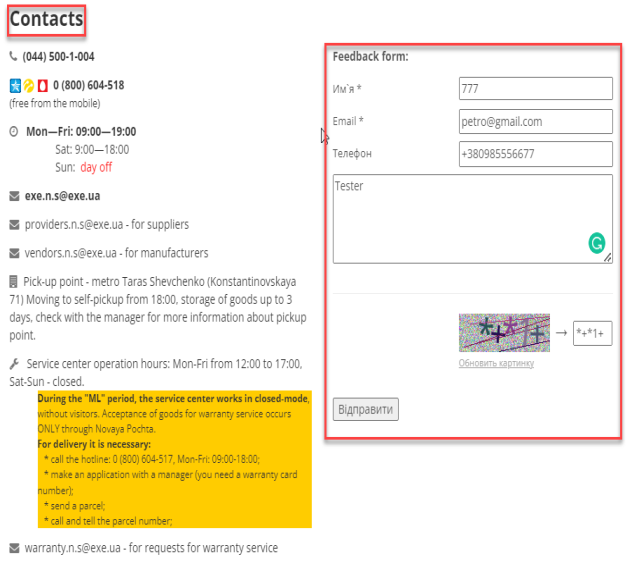 Contacts
(044) 500-1-004
0 (800) 604-518
(free from the mobile)
Mon—Fri: 09:00—19:00
Sat: 9:00—18:00
Sun: day off
exe.n.s@exe.ua
providers.n.s@exe.ua - for suppliers
vendors.n.s@exe.ua - for manufacturers
Pick-up point - metro Taras Shevchenko (Konstantinovskaya
71) Moving to self-pickup from 18:00, storage of goods up to 3
days, check with the manager for more information about pickup
point.
Service center operation hours: Mon-Fri from 12:00 to 17:00,
Sat-Sun - closed.
During the "ML" period, the service center works in closed-mode,
without visitors. Acceptance of goods for warranty service occurs
ONLY through Novaya Pochta.
For delivery it is necessary:
* call the hotline: 0 (800) 604-517, Mon-Fri: 09:00-18:00;
* make an application with a manager (you need a warranty card
number);
* send a parcel;
* call and tell the parcel number;
warranty.n.s@exe.ua - for requests for warranty service
Feedback form:
Им`я *
777
Email *
petro@gmail.com
Телефон
+380985556677
Tester
→ *+*1+
Обновить картинку
Відправити